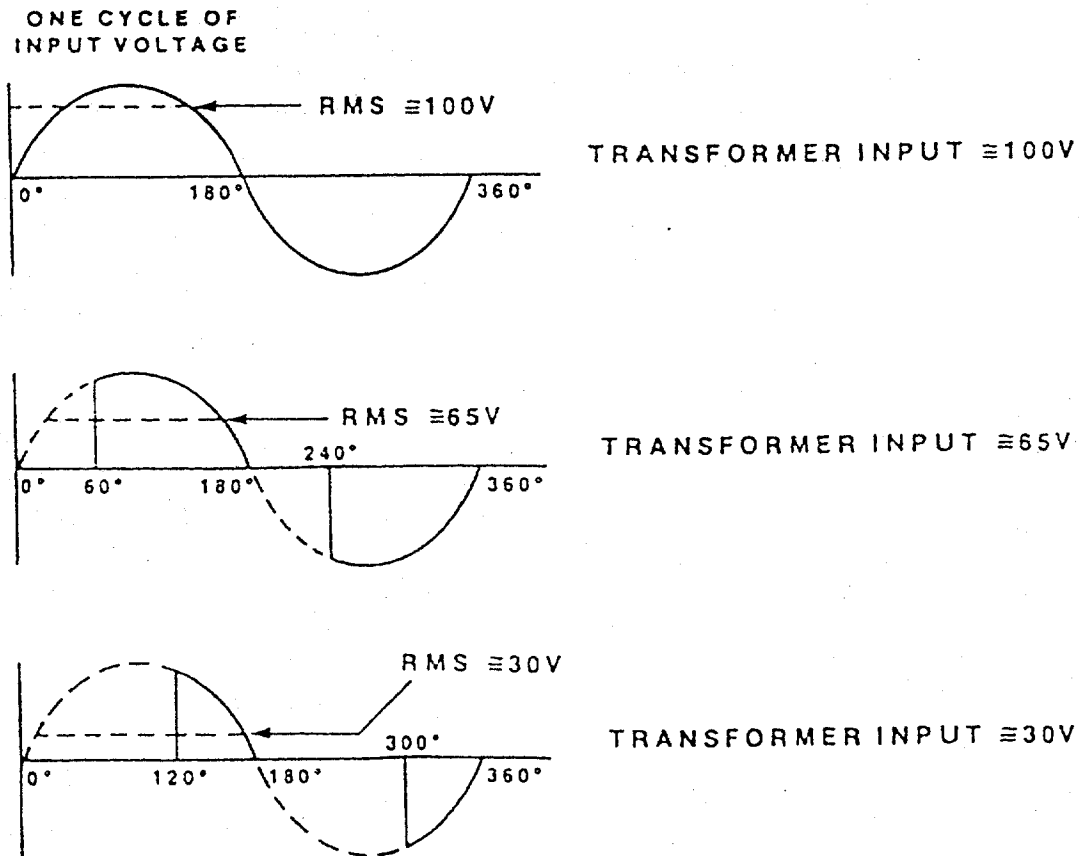 ONE CYCLE OF
INPUT VOLTAGE
RMS ≅100V
TRANSFORMER INPUT ≅100V
0°
180°
360°
RMS ≅65V
TRANSFORMER INPUT ≅65V
240°
0°
60°
180°
360°
RMS ≅30V
TRANSFORMER INPUT ≅30V
300°
0°
120°
180°
360°